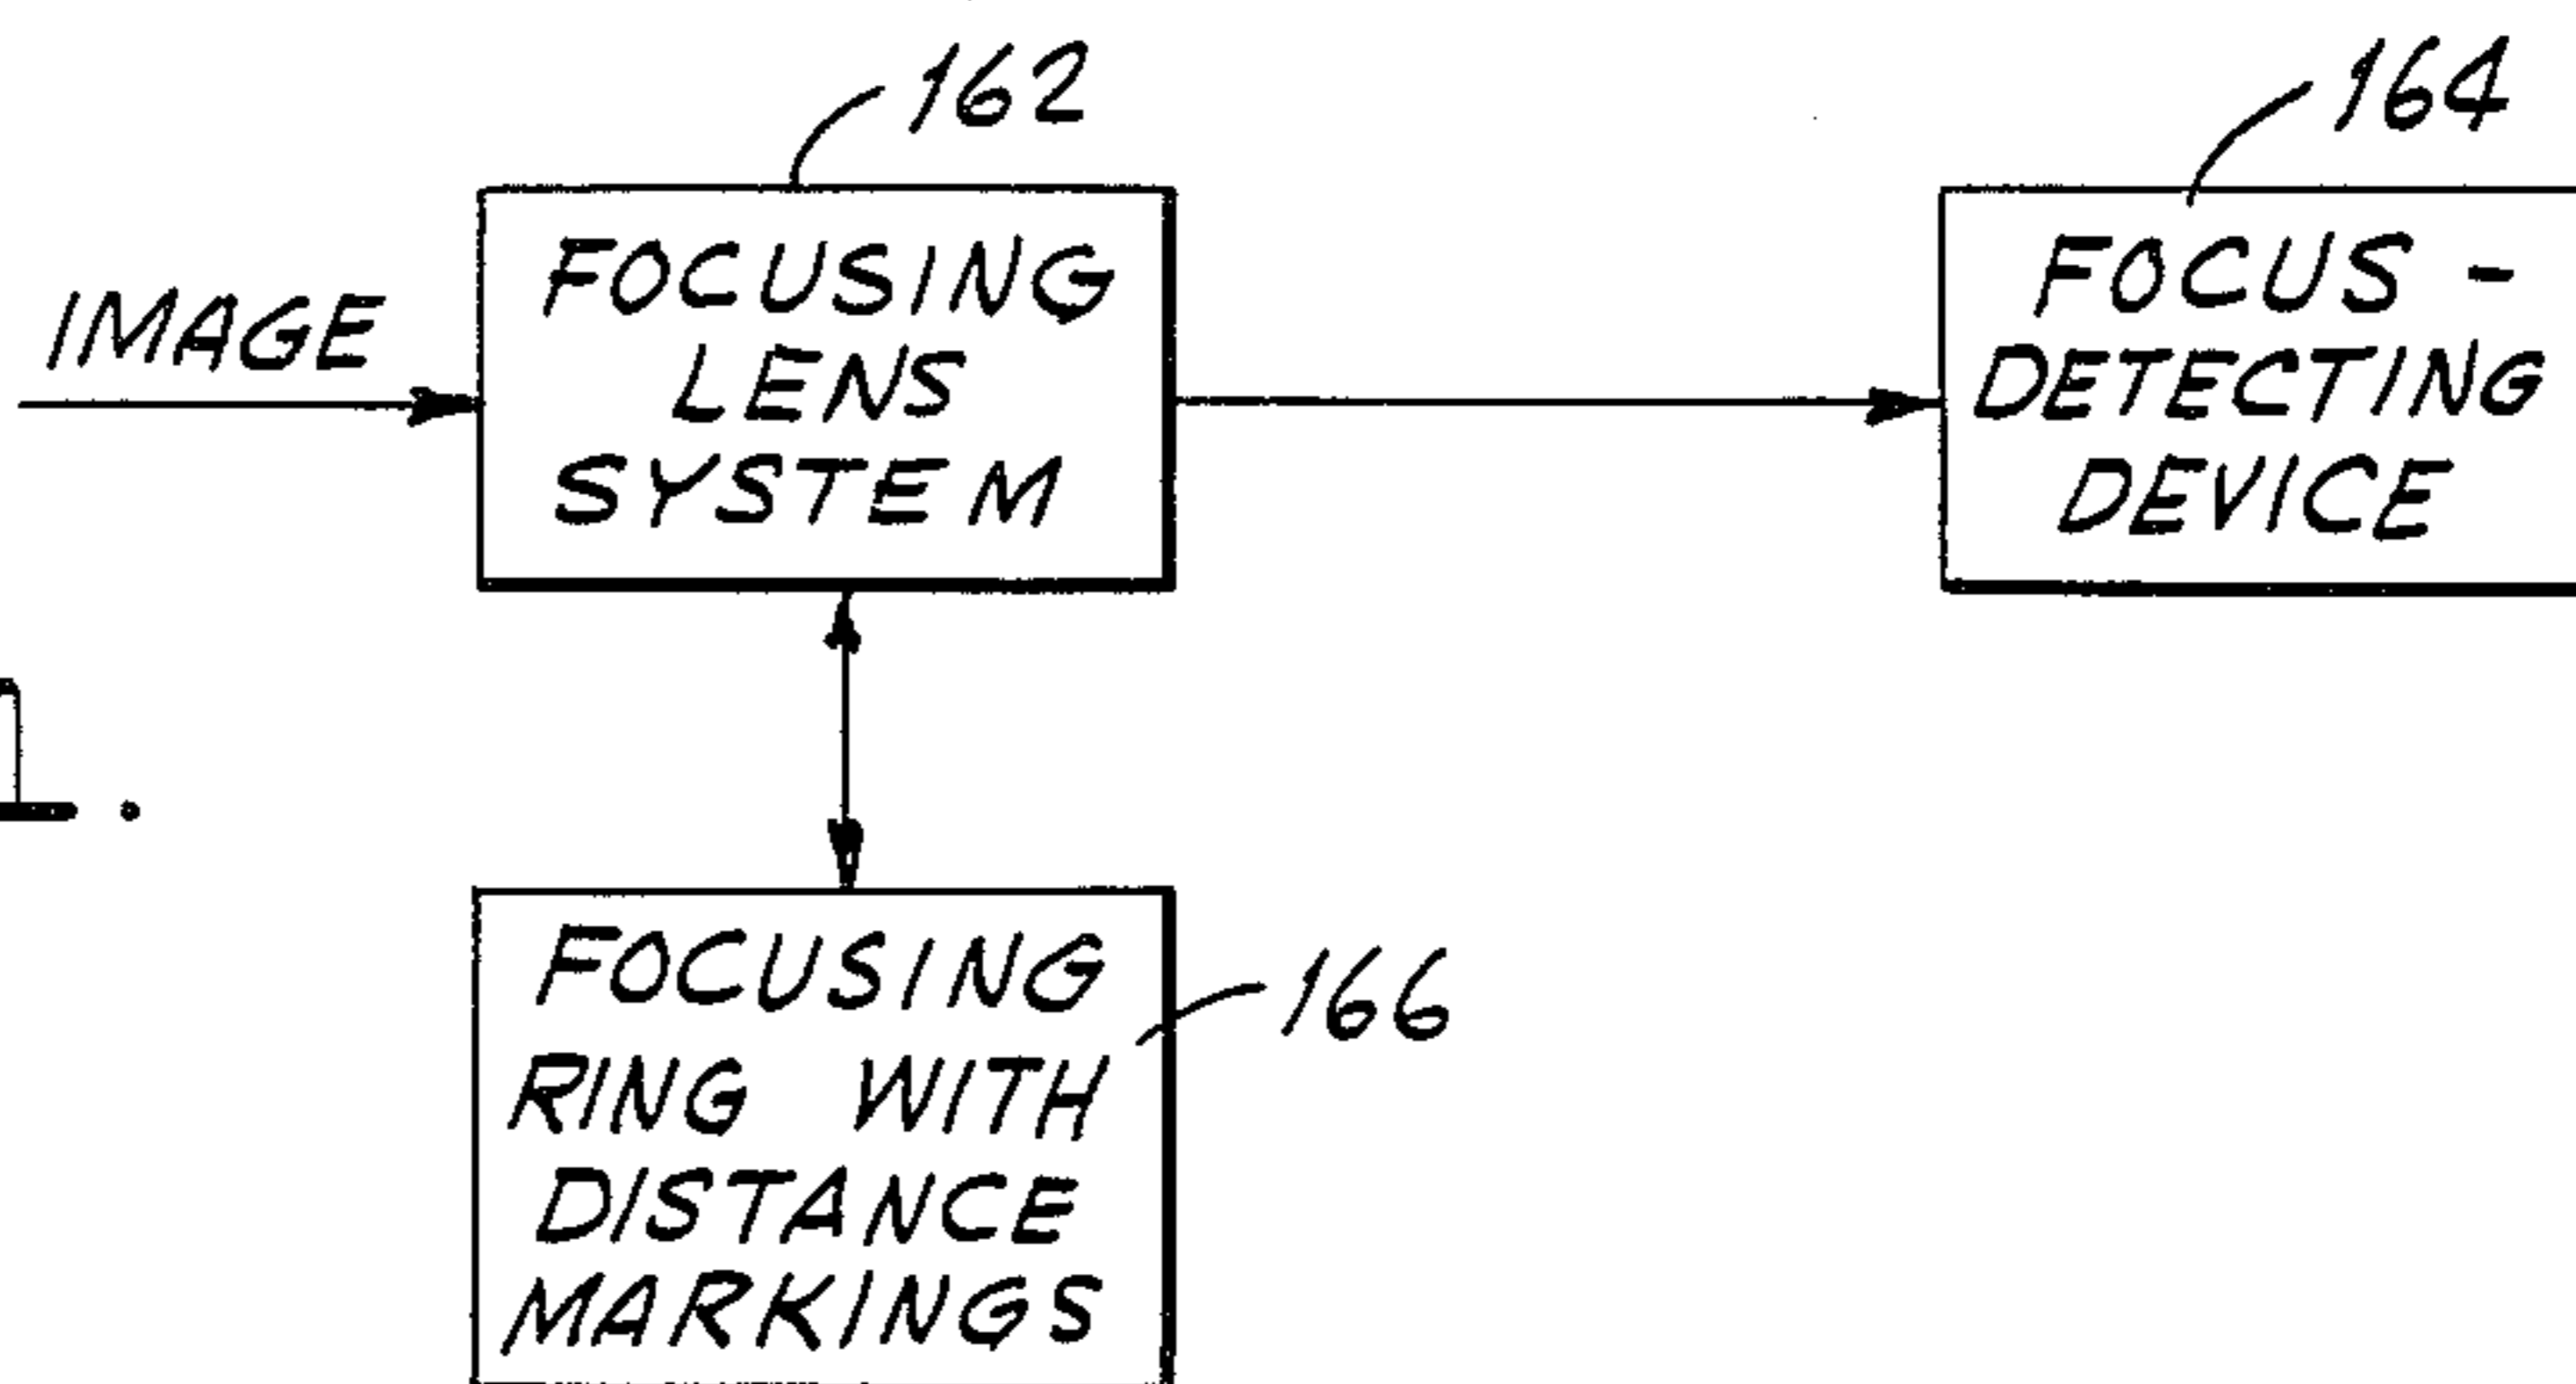 162
164
IMAGE
FOCUSING
LENS
SYSTEM
FOCUS -
DETECTING
DEVICE
FOCUSING
RING WITH
DISTANCE
MARKINGS
166